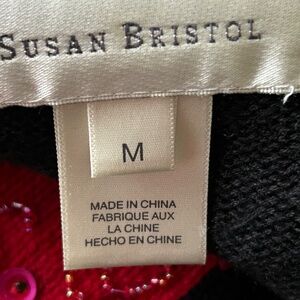 SUSAN BRISTOL
M
MADE IN CHINA
FABRIQUE AUX
LA CHINE
HECHO EN CHINE